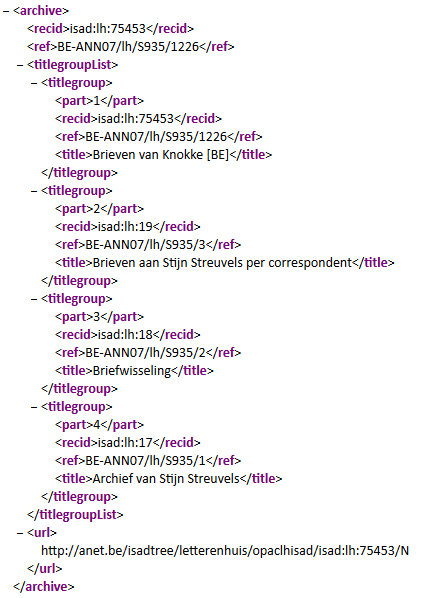 – <archive>
<recid>isad:lh:75453</recid>
<ref>BE-ANN07/lh/S935/1226</ref>
– <titlegroupList>
– <titlegroup>
<part>1</part>
<recid>isad:lh:75453</recid>
<ref>BE-ANN07/lh/S935/1226</ref>
<title>Brieven van Knokke [BE]</title>
</titlegroup>
– <titlegroup>
<part>2</part>
<recid>isad:lh:19</recid>
<ref>BE-ANN07/lh/S935/3</ref>
<title>Brieven aan Stijn Streuvels per correspondent</title>
</titlegroup>
– <titlegroup>
<part>3</part>
<recid>isad:lh:18</recid>
<ref>BE-ANN07/lh/S935/2</ref>
<title>Briefwisseling</title>
</titlegroup>
– <titlegroup>
<part>4</part>
<recid>isad:lh:17</recid>
<ref>BE-ANN07/lh/S935/1</ref>
<title>Archief van Stijn Streuvels</title>
</titlegroup>
</titlegroupList>
– <url>
http://anet.be/isadtree/letterenhuis/opaclhisad/isad:lh:75453/N
</url>
</archive>